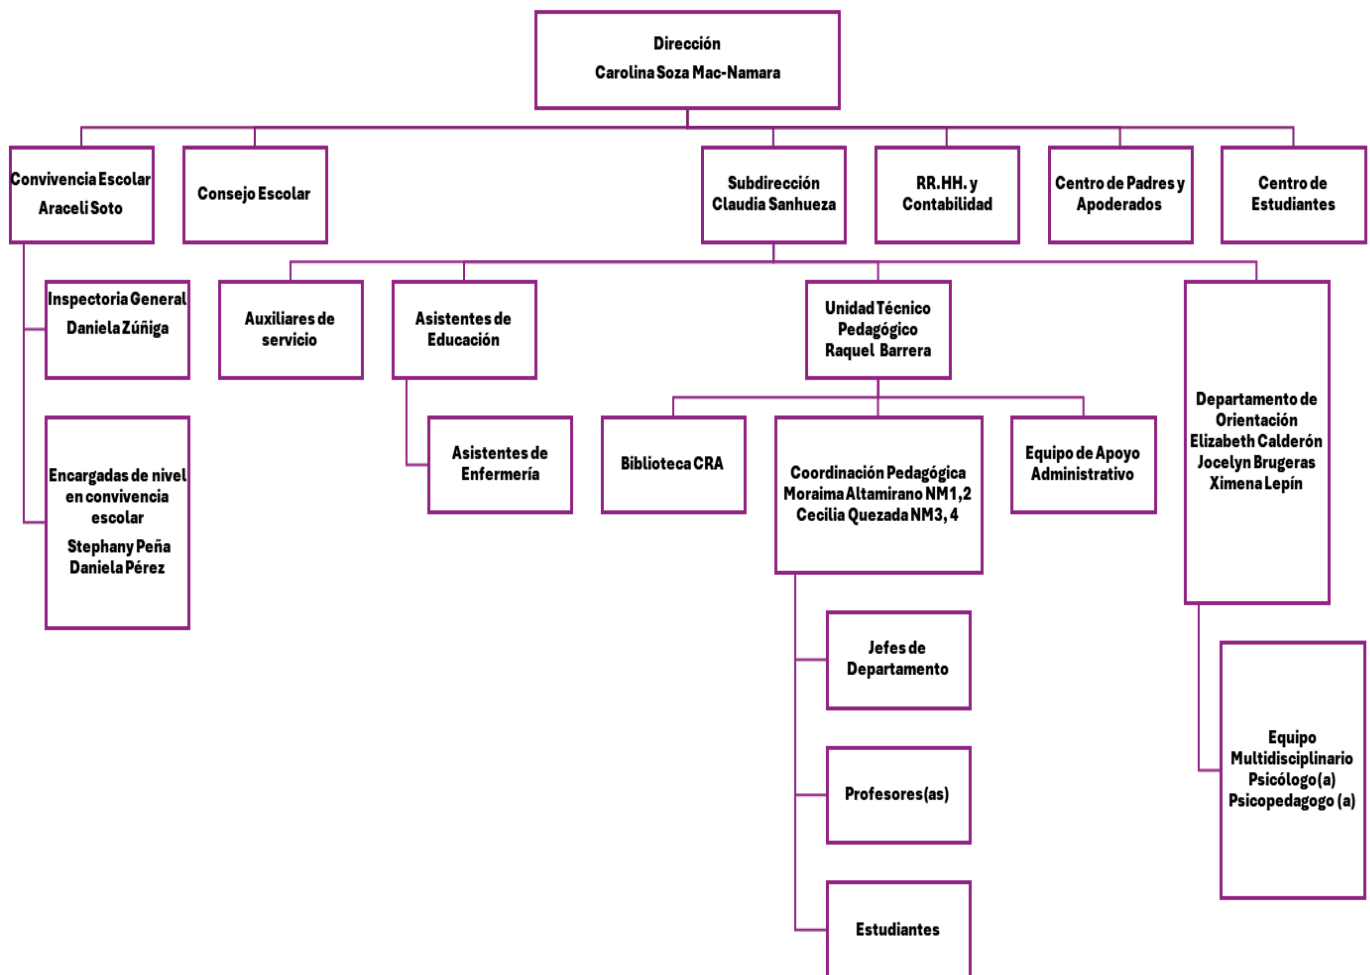 Dirección
Carolina Soza Mac-Namara
Convivencia Escolar
Araceli Soto
Consejo Escolar
Subdirección
Claudia Sanhueza
RR.HH. y
Contabilidad
Centro de Padres y
Apoderados
Centro de
Estudiantes
Inspectoria General
Daniela Zúñiga
Auxiliares de
servicio
Asistentes de
Educación
Unidad Técnico
Pedagógico
Raquel Barrera
Departamento de
Orientación
Elizabeth Calderón
Jocelyn Brugeras
Ximena Lepín
Encargadas de nivel
en convivencia
escolar
Stephany Peña
Daniela Pérez
Asistentes de
Enfermería
Biblioteca CRA
Coordinación Pedagógica
Moraima Altamirano NM1,2
Cecilia Quezada NM3, 4
Equipo de Apoyo
Administrativo
Jefes de
Departamento
Profesores(as)
Estudiantes
Equipo
Multidisciplinario
Psicólogo(a)
Psicopedagogo (a)